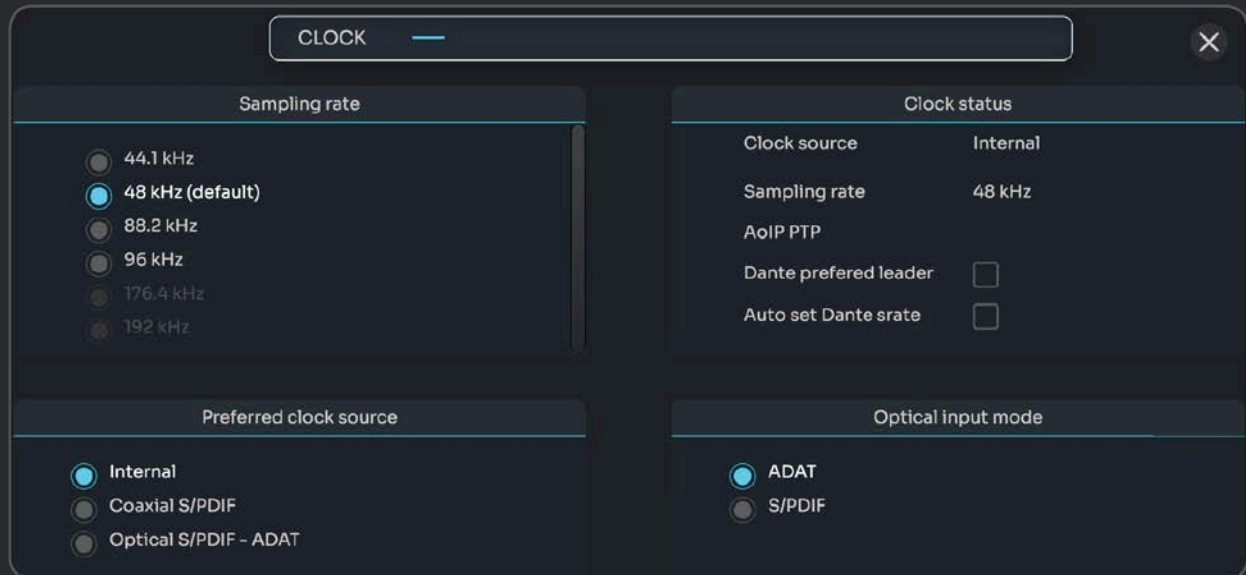 CLOCK
Sampling rate
44.1 kHz
48 kHz (default)
88.2 kHz
96 kHz
176.4 kHz
192 kHz
Clock status
Clock source Internal
Sampling rate 48 kHz
AoIP PTP
Dante prefered leader
Auto set Dante srate
Preferred clock source
Internal
Coaxial S/PDIF
Optical S/PDIF - ADAT
Optical input mode
ADAT
S/PDIF